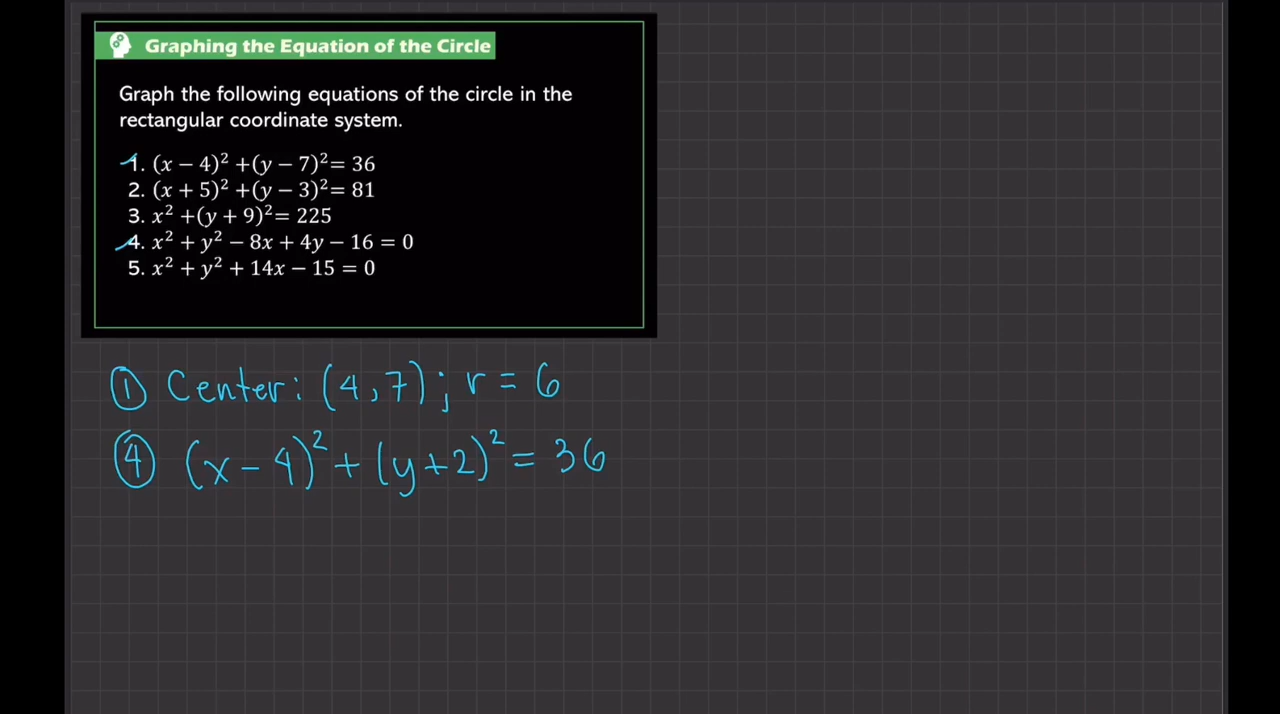 Graphing the Equation of the Circle
Graph the following equations of the circle in the
rectangular coordinate system.
1. (x − 4)² +(y − 7)²= 36
2. (x + 5)² +(y − 3)²= 81
3. x² +(y + 9)²= 225
4. x² + y² − 8x + 4y − 16 = 0
5. x² + y² + 14x − 15 = 0
① Center: (4,7); r = 6
④ (x − 4)² + (y + 2)² = 36